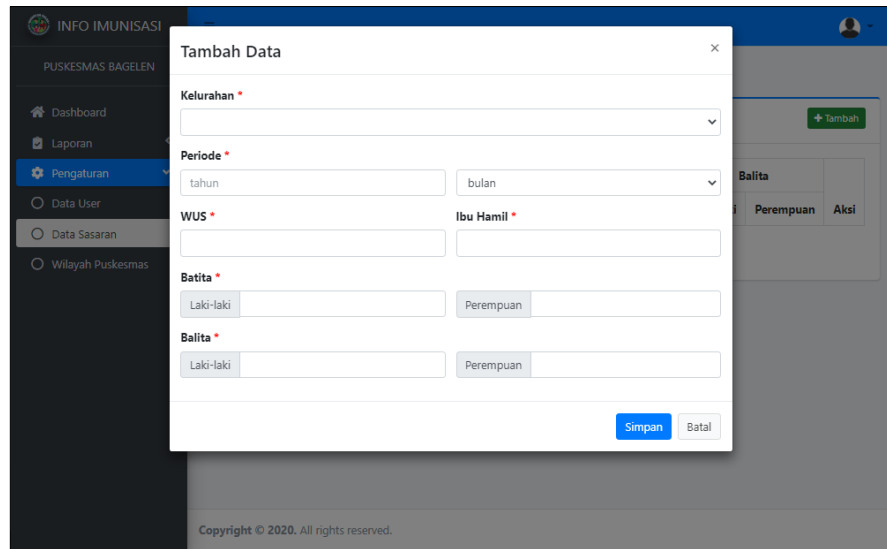 INFO IMUNISASI
PUSKESMAS BAGELEN
Dashboard
Laporan
Pengaturan
Data User
Data Sasaran
Wilayah Puskesmas
Tambah Data ×
Kelurahan *
Periode *
tahun bulan
WUS * Ibu Hamil *
Batita *
Laki-laki Perempuan
Balita *
Laki-laki Perempuan
Simpan Batal
+ Tambah
Balita
Perempuan Aksi
Copyright © 2020. All rights reserved.